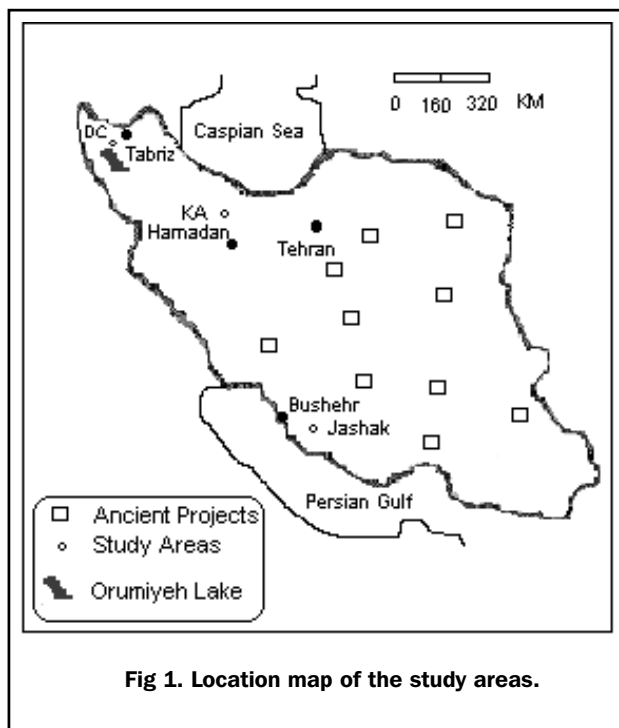 0 160 320 KM
Caspian Sea
DC
Tabriz
KA
Hamadan
Tehran
Bushehr
Jashak
Persian Gulf
Ancient Projects
Study Areas
Orumiyeh Lake
Fig 1. Location map of the study areas.